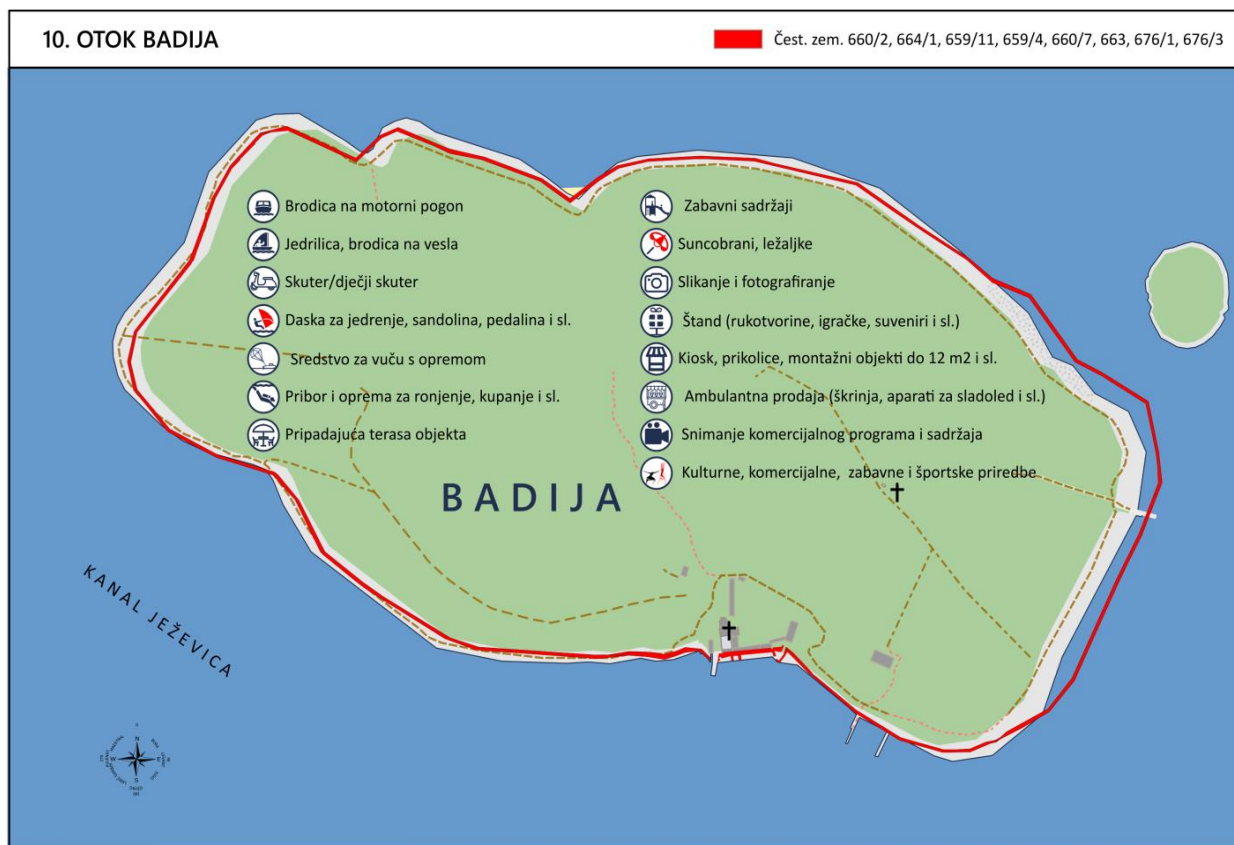 10. OTOK BADIJA
Čest. zem. 660/2, 664/1, 659/11, 659/4, 660/7, 663, 676/1, 676/3
Brodica na motorni pogon
Jedrilica, brodica na vesla
Skuter/dječji skuter
Daska za jedrenje, sandolina, pedalina i sl.
Sredstvo za vuču s opremom
Pribor i oprema za ronjenje, kupanje i sl.
Pripadajuća terasa objekta
Zabavni sadržaji
Suncobrani, ležaljke
Slikanje i fotografiranje
Štand (rukotvorine, igračke, suveniri i sl.)
Kiosk, prikolice, montažni objekti do 12 m2 i sl.
Ambulantna prodaja (škrinja, aparati za sladoled i sl.)
Snimanje komercijalnog programa i sadržaja
Kulturne, komercijalne, zabavne i športske priredbe
BADIJA
KANAL JEŽEVICA
N
W E
S